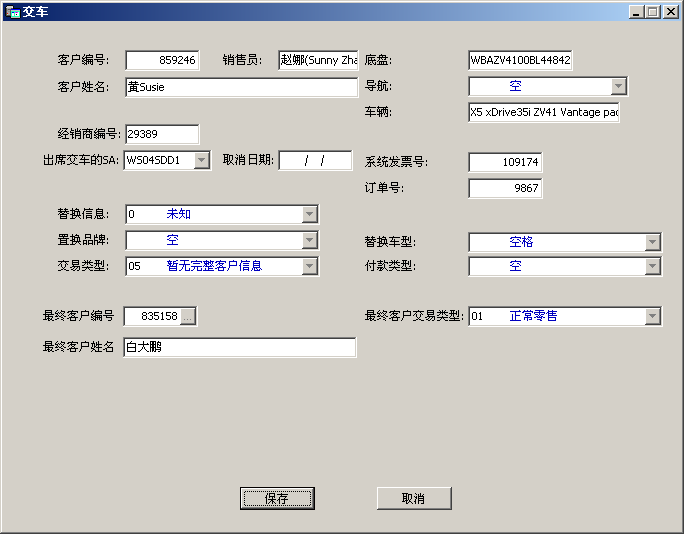 交车
客户编号: 859246 销售员: 赵娜(Sunny Zha 底盘: WBAZV4100BL44842
客户姓名: 黄Susie 导航: 空
车辆: X5 xDrive35i ZV41 Vantage pac
经销商编号: 29389
出席交车的SA: WS04SDD1 取消日期: / / 系统发票号: 109174
订单号: 9867
替换信息: 0 未知
置换品牌: 空 替换车型: 空格
交易类型: 05 暂无完整客户信息 付款类型: 空
最终客户编号 835158 ... 最终客户交易类型: 01 正常零售
最终客户姓名 白大鹏
保存 取消